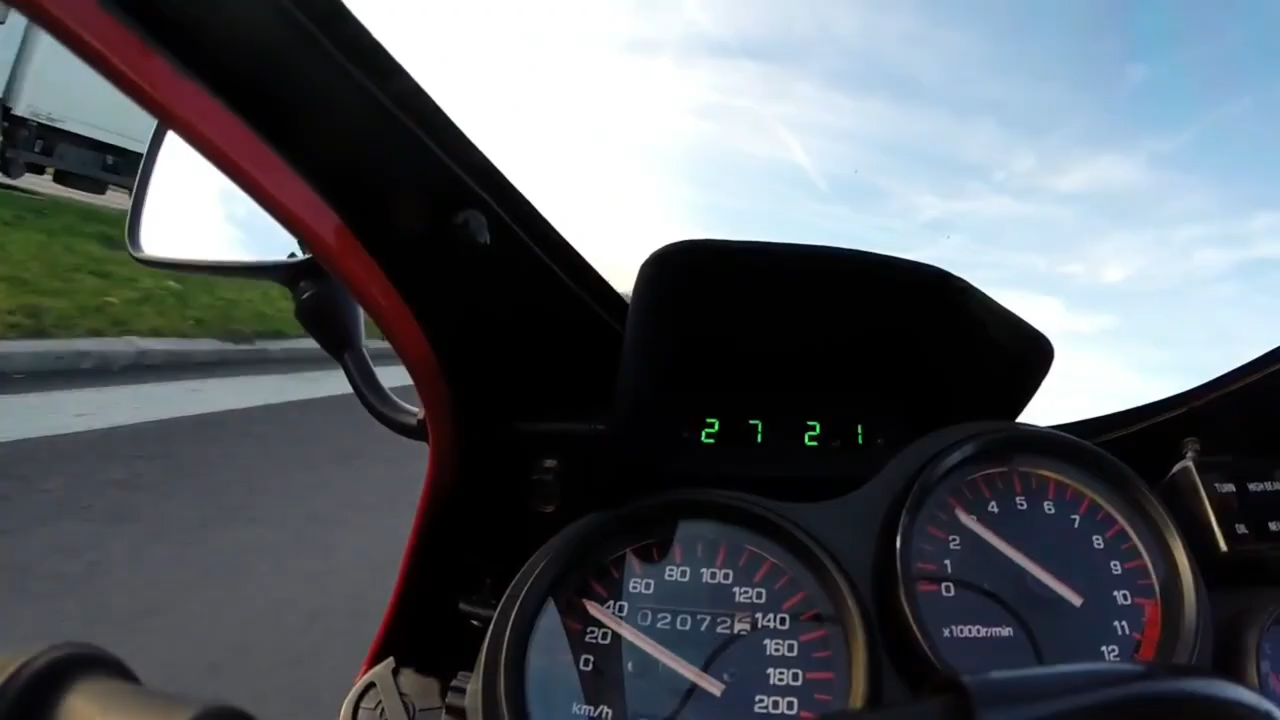 2 7 2 1
TURN HIGH BEAM
OIL
0 1 2 3 4 5 6 7 8 9 10 11 12
x1000r/min
0 20 40 60 80 100 120 140 160 180 200
02072
km/h